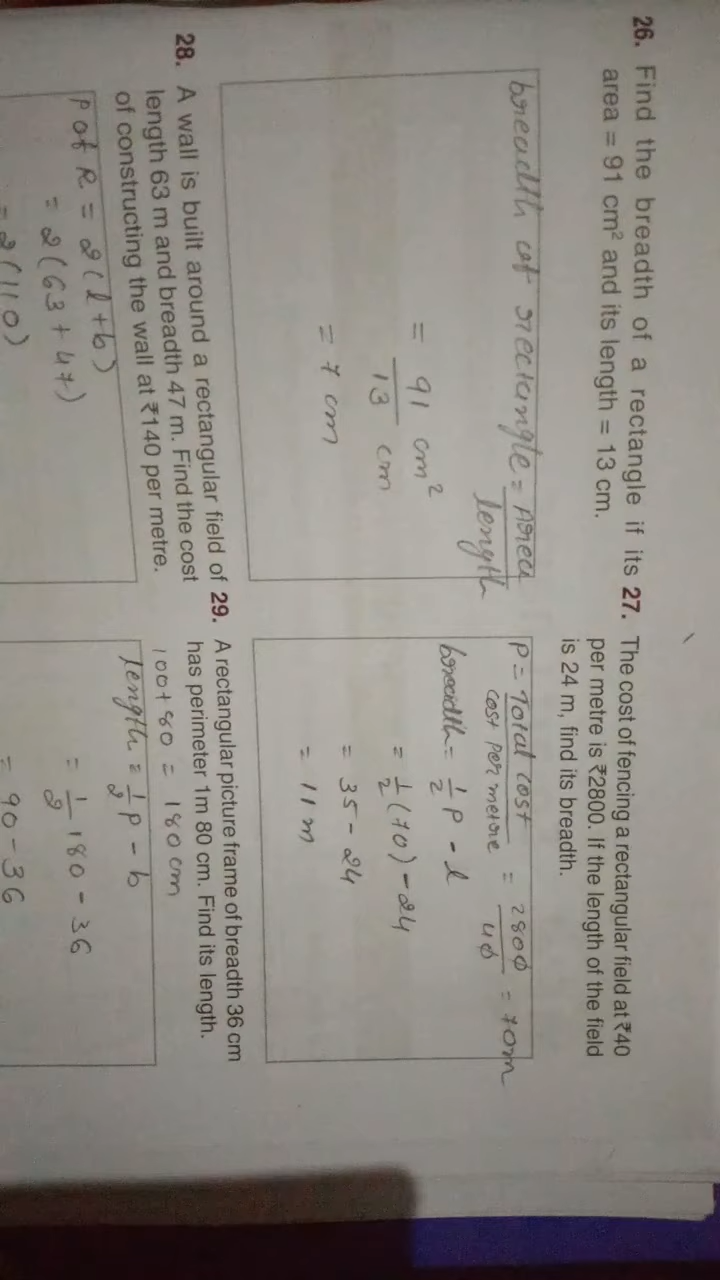 26. Find the breadth of a rectangle if its
area = 91 cm² and its length = 13 cm.
breadth of rectangle = Area / length
= 91 cm² / 13 cm
= 7 cm
27. The cost of fencing a rectangular field at ₹40
per metre is ₹2800. If the length of the field
is 24 m, find its breadth.
P = Total cost / cost per metre = 2800 / 40 = 70m
breadth = 1/2 P - l
= 1/2 (70) - 24
= 35 - 24
= 11 m
28. A wall is built around a rectangular field of
length 63 m and breadth 47 m. Find the cost
of constructing the wall at ₹140 per metre.
P of R = 2(l+b)
= 2(63+47)
= 2(110)
29. A rectangular picture frame of breadth 36 cm
has perimeter 1m 80 cm. Find its length.
100+80 = 180 cm
length = 1/2 P - b
= 1/2 180 - 36
= 90 - 36